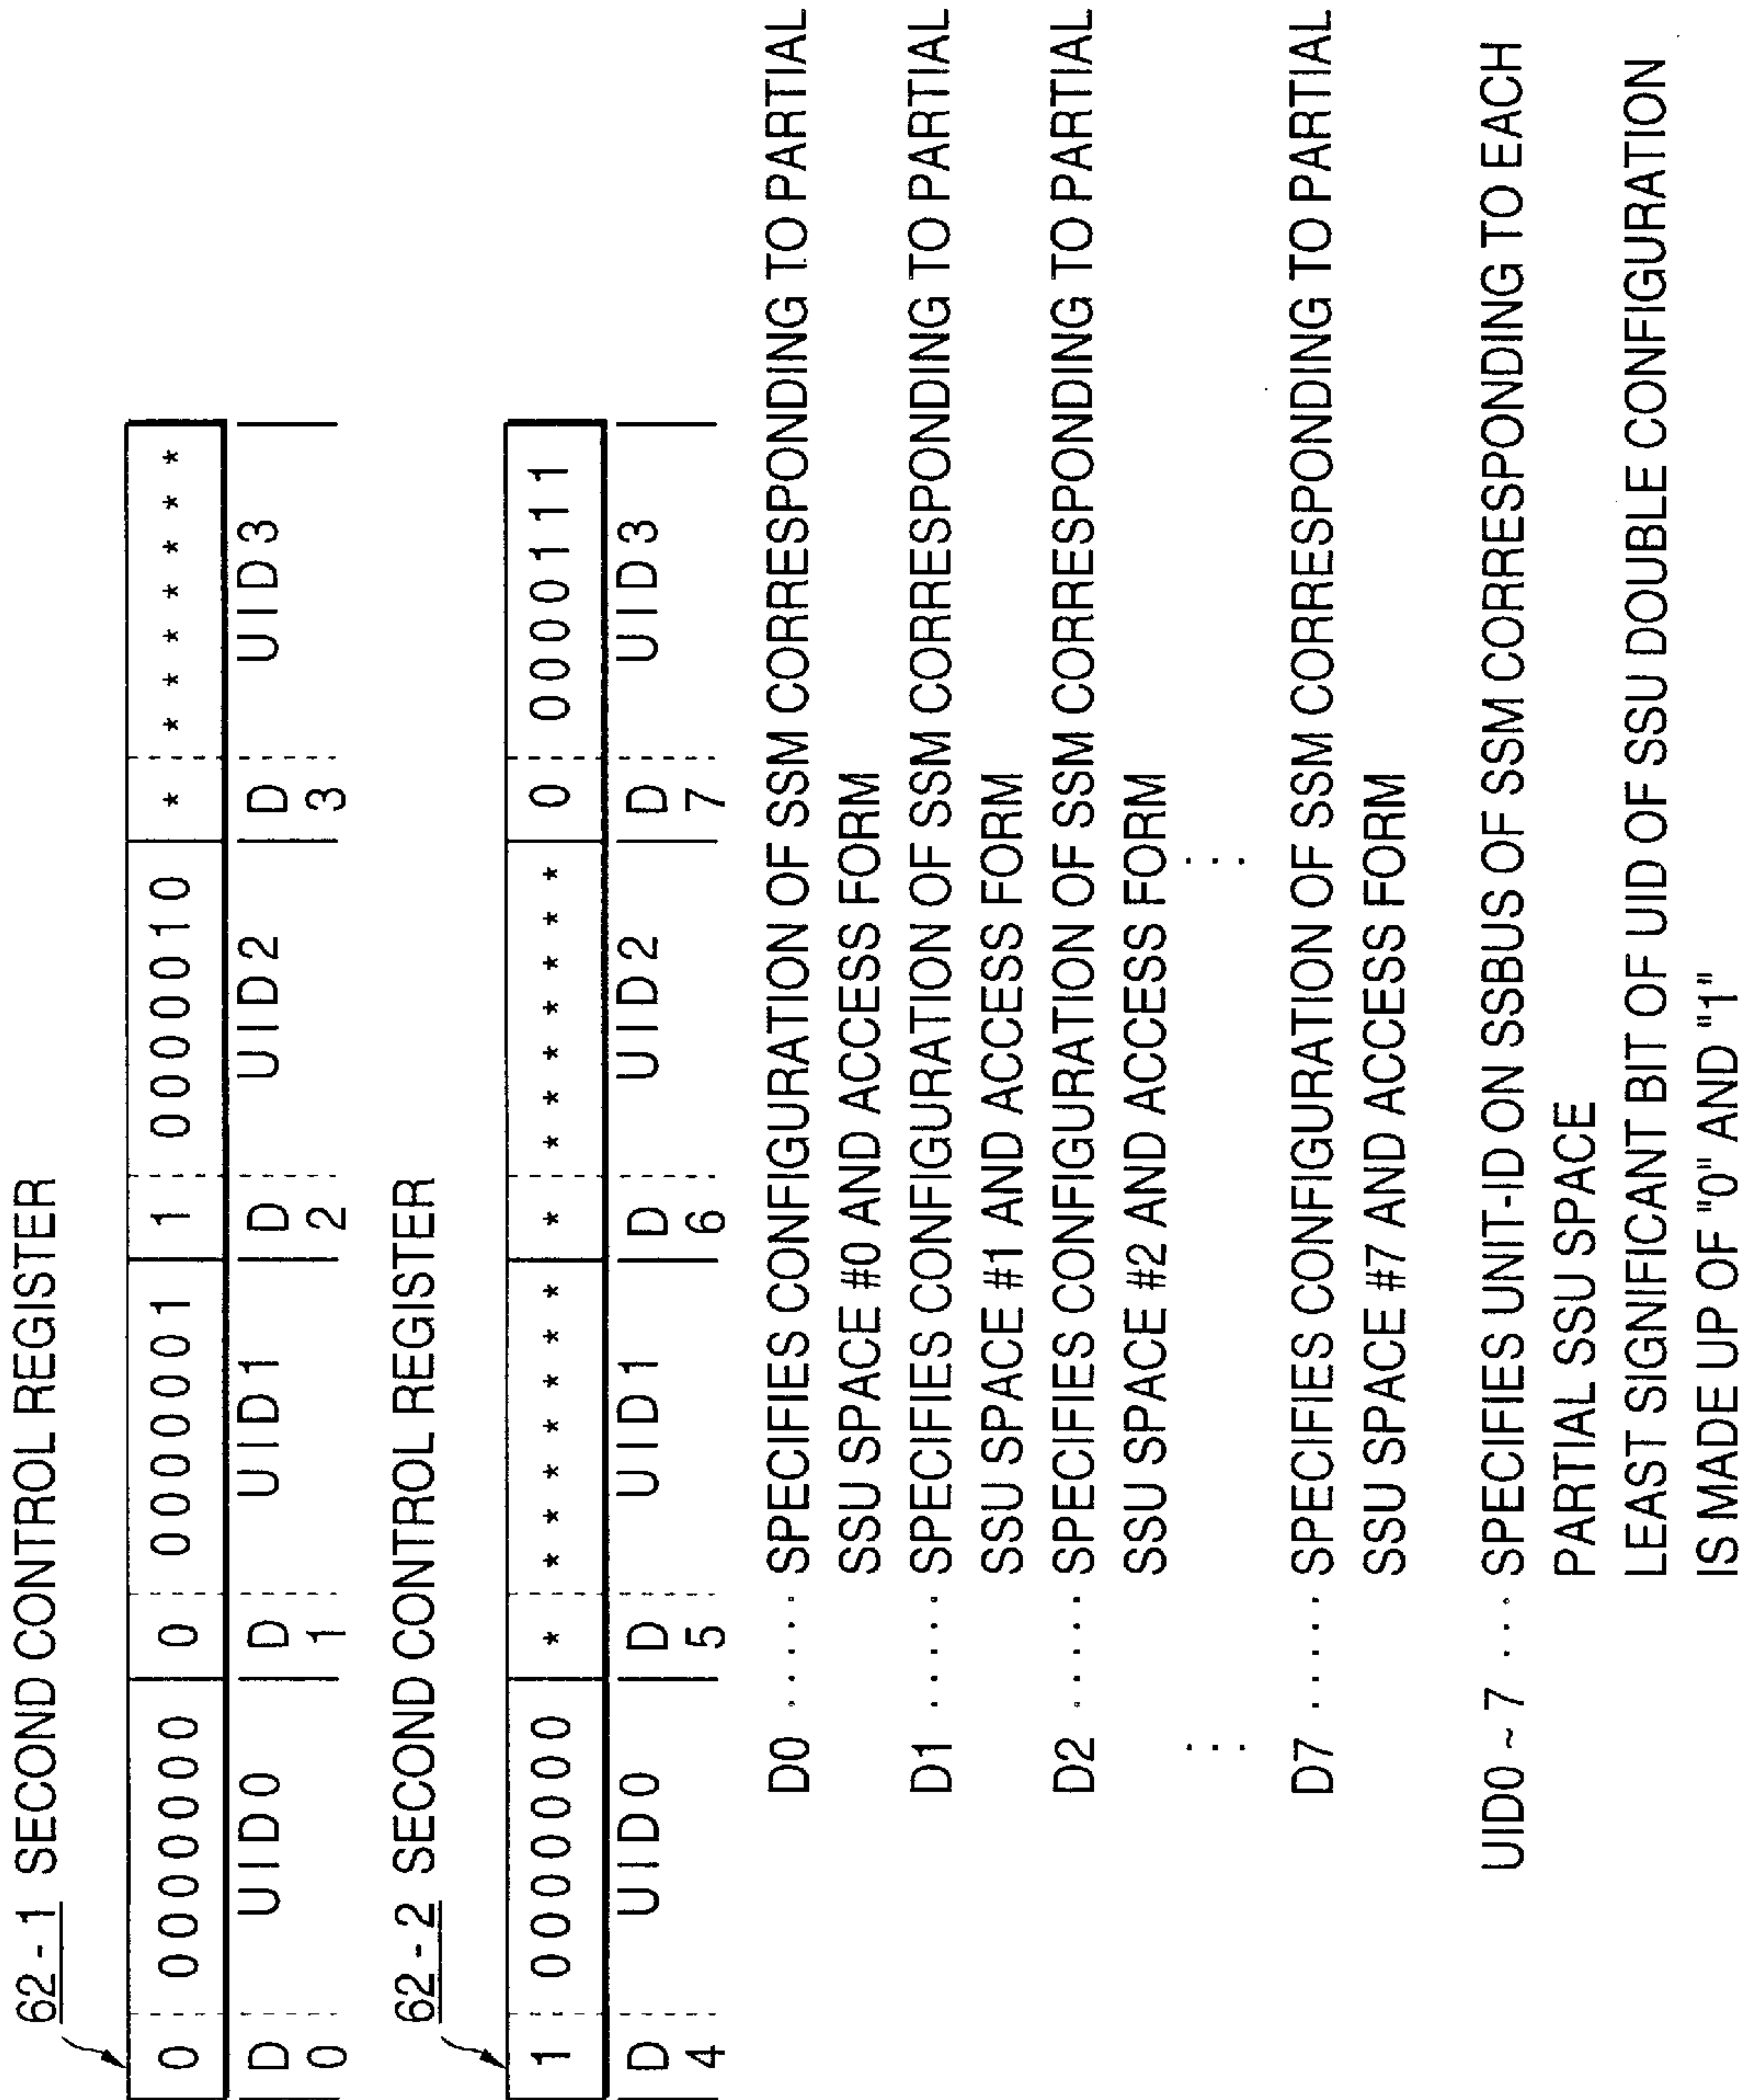 62-1 SECOND CONTROL REGISTER
0 0000000 0 0000001 1 0000010 * *******
D0 UID0 D1 UID1 D2 UID2 D3 UID3
62-2 SECOND CONTROL REGISTER
1 0000000 * ******* * ******* 0 0000111
D4 UID0 D5 UID1 D6 UID2 D7 UID3
D0 ····· SPECIFIES CONFIGURATION OF SSM CORRESPONDING TO PARTIAL
SSU SPACE #0 AND ACCESS FORM
D1 ····· SPECIFIES CONFIGURATION OF SSM CORRESPONDING TO PARTIAL
SSU SPACE #1 AND ACCESS FORM
D2 ····· SPECIFIES CONFIGURATION OF SSM CORRESPONDING TO PARTIAL
SSU SPACE #2 AND ACCESS FORM
D7 ····· SPECIFIES CONFIGURATION OF SSM CORRESPONDING TO PARTIAL
SSU SPACE #7 AND ACCESS FORM
UID0 ~ 7 ··· SPECIFIES UNIT-ID ON SSBUS OF SSM CORRESPONDING TO EACH
PARTIAL SSU SPACE
LEAST SIGNIFICANT BIT OF UID OF SSU DOUBLE CONFIGURATION
IS MADE UP OF "0" AND "1"